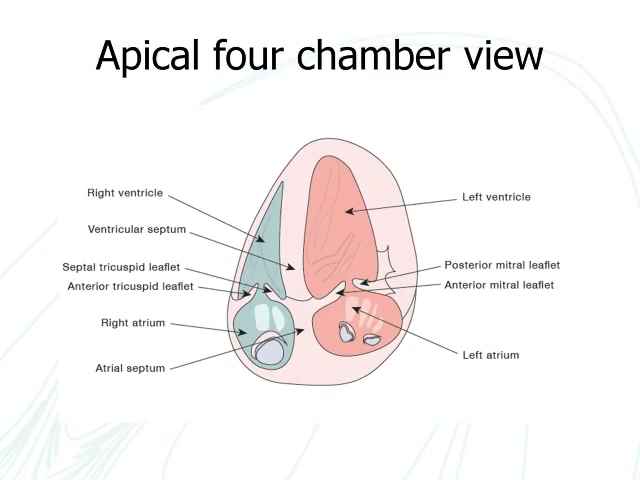 Apical four chamber view
Right ventricle
Ventricular septum
Septal tricuspid leaflet
Anterior tricuspid leaflet
Right atrium
Atrial septum
Left ventricle
Posterior mitral leaflet
Anterior mitral leaflet
Left atrium